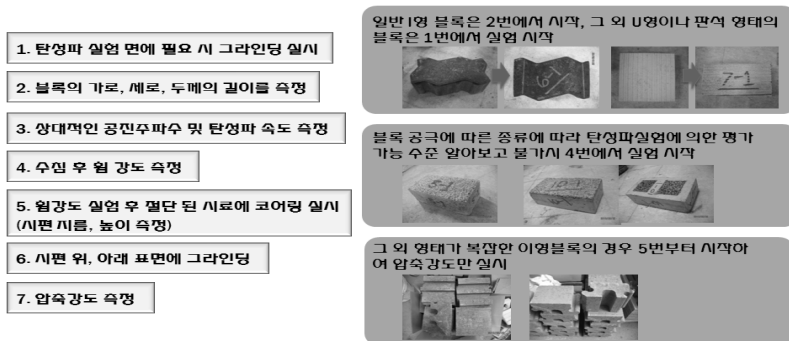 1. 탄성파 실험 면에 필요 시 그라인딩 실시
2. 블록의 가로, 세로, 두께의 길이를 측정
3. 상대적인 공진주파수 및 탄성파 속도 측정
4. 수침 후 휨 강도 측정
5. 휨강도 실험 후 절단 된 시료에 코어링 실시
(시편 지름, 높이 측정)
6. 시편 위, 아래 표면에 그라인딩
7. 압축강도 측정
일반 I형 블록은 2번에서 시작, 그 외 U형이나 판석 형태의
블록은 1번에서 실험 시작
7-1
블록 공극에 따른 종류에 따라 탄성파실험에 의한 평가
가능 수준 알아보고 불가시 4번에서 실험 시작
그 외 형태가 복잡한 이형블록의 경우 5번부터 시작하
여 압축강도만 실시